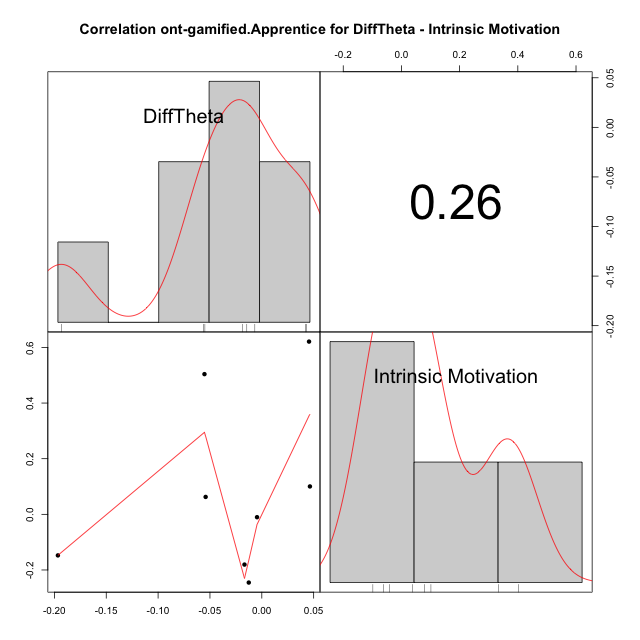 Correlation ont-gamified.Apprentice for DiffTheta - Intrinsic Motivation
-0.2 0.0 0.2 0.4 0.6
DiffTheta
0.26
0.05
0.00
-0.05
-0.10
-0.15
-0.20
Intrinsic Motivation
0.6
0.4
0.2
0.0
-0.2
-0.20 -0.15 -0.10 -0.05 0.00 0.05